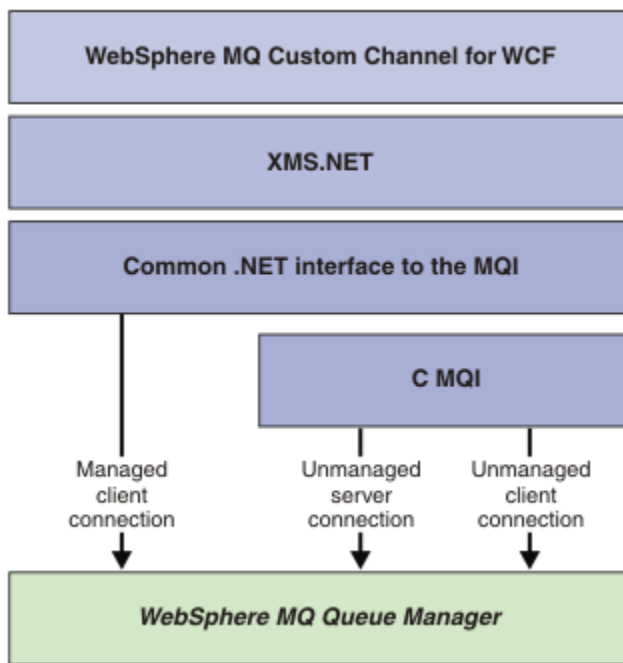 WebSphere MQ Custom Channel for WCF
XMS.NET
Common .NET interface to the MQI
C MQI
Managed
client
connection
Unmanaged
server
connection
Unmanaged
client
connection
WebSphere MQ Queue Manager